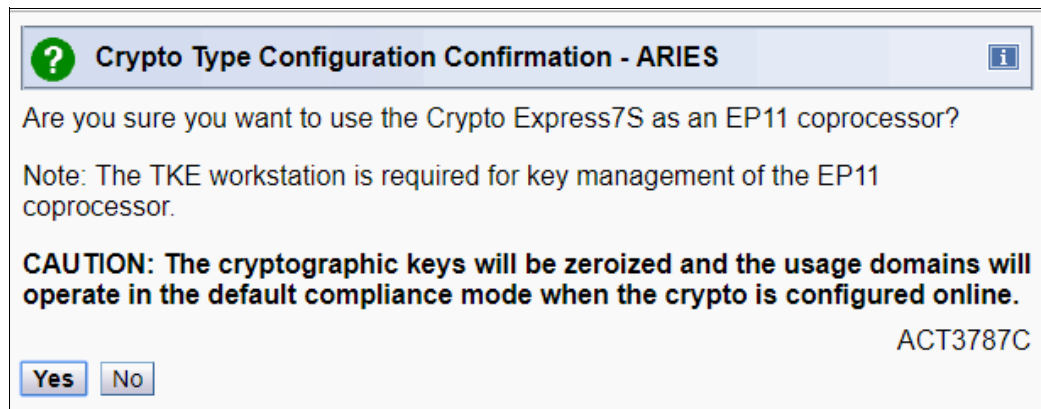 Crypto Type Configuration Confirmation - ARIES
Are you sure you want to use the Crypto Express7S as an EP11 coprocessor?
Note: The TKE workstation is required for key management of the EP11
coprocessor.
CAUTION: The cryptographic keys will be zeroized and the usage domains will
operate in the default compliance mode when the crypto is configured online.
ACT3787C
Yes No